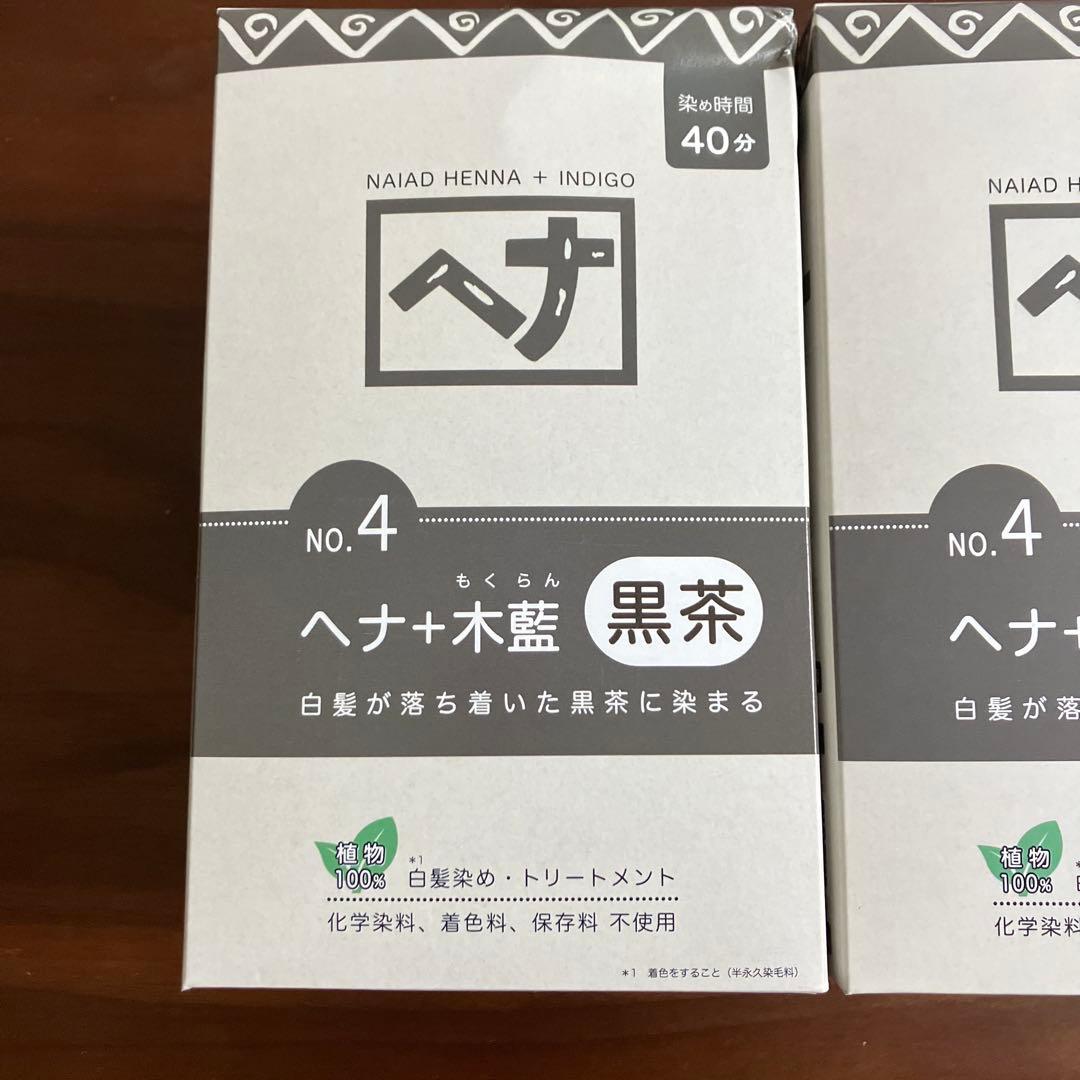 染め時間
40分
NAIAD HENNA + INDIGO
ヘナ
NO.4
もくらん
ヘナ+木藍 黒茶
白髪が落ち着いた黒茶に染まる
植物
100%
*1
白髪染め・トリートメント
化学染料、着色料、保存料 不使用
*1 着色をすること（半永久染毛料）
NAIAD H
ヘ
NO.4
ヘナ+
白髪が落
植物
100%
化学染料